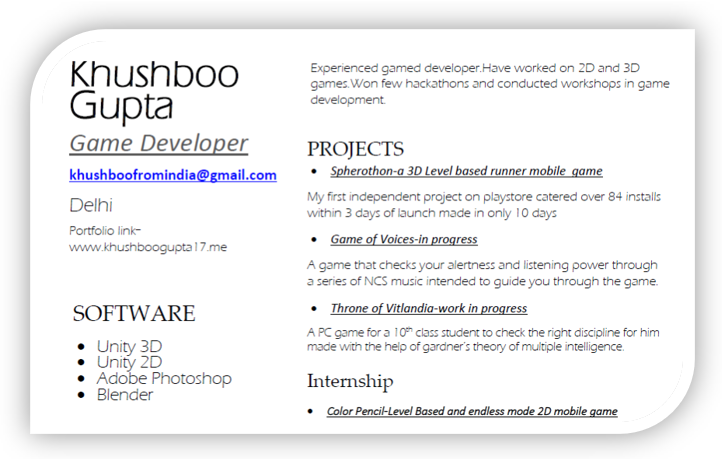 Khushboo
Gupta
Game Developer
khushboofromindia@gmail.com
Delhi
Portfolio link-
www.khushboogupta17.me
SOFTWARE
• Unity 3D
• Unity 2D
• Adobe Photoshop
• Blender
Experienced gamed developer.Have worked on 2D and 3D
games.Won few hackathons and conducted workshops in game
development.
PROJECTS
• Spherothon-a 3D Level based runner mobile game
My first independent project on playstore catered over 84 installs
within 3 days of launch made in only 10 days
• Game of Voices-in progress
A game that checks your alertness and listening power through
a series of NCS music intended to guide you through the game.
• Throne of Vitlandia-work in progress
A PC game for a 10th class student to check the right discipline for him
made with the help of gardner's theory of multiple intelligence.
Internship
• Color Pencil-Level Based and endless mode 2D mobile game